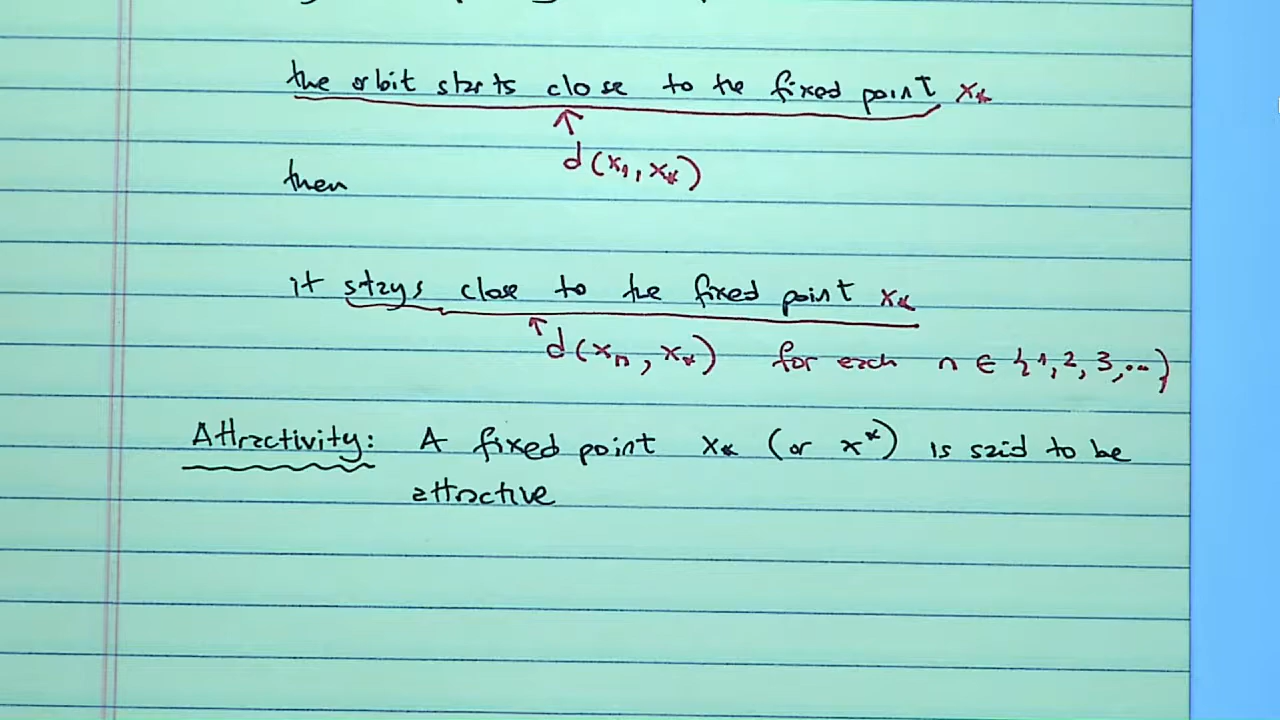 the orbit starts close to the fixed point x*
d(x1, x*)
then
it stays close to the fixed point x*
d(xn, x*) for each n ∈ {1, 2, 3, ...}
Attractivity: A fixed point x* (or x*) is said to be
attractive